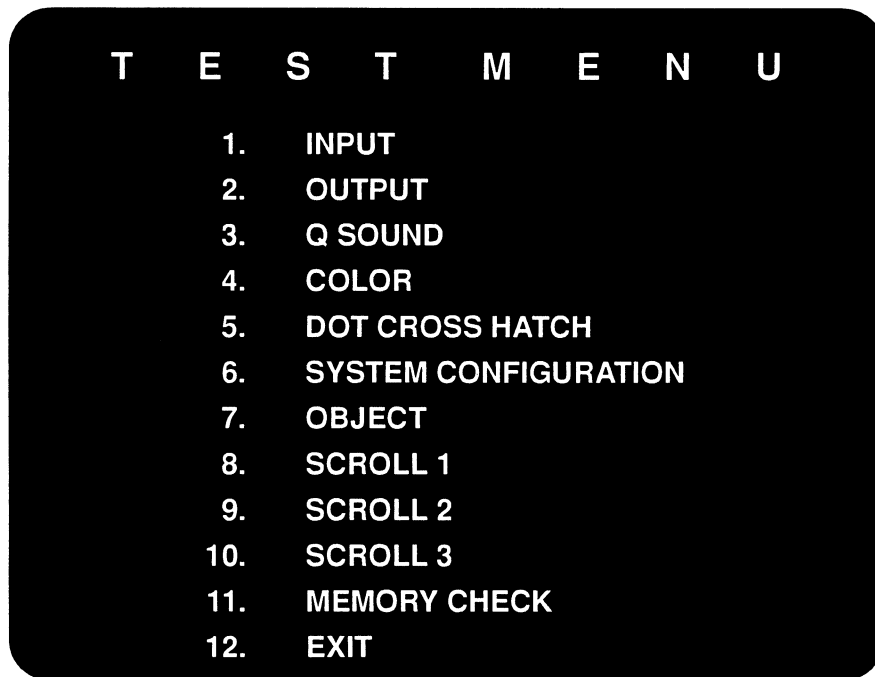 T E S T M E N U
1. INPUT
2. OUTPUT
3. Q SOUND
4. COLOR
5. DOT CROSS HATCH
6. SYSTEM CONFIGURATION
7. OBJECT
8. SCROLL 1
9. SCROLL 2
10. SCROLL 3
11. MEMORY CHECK
12. EXIT